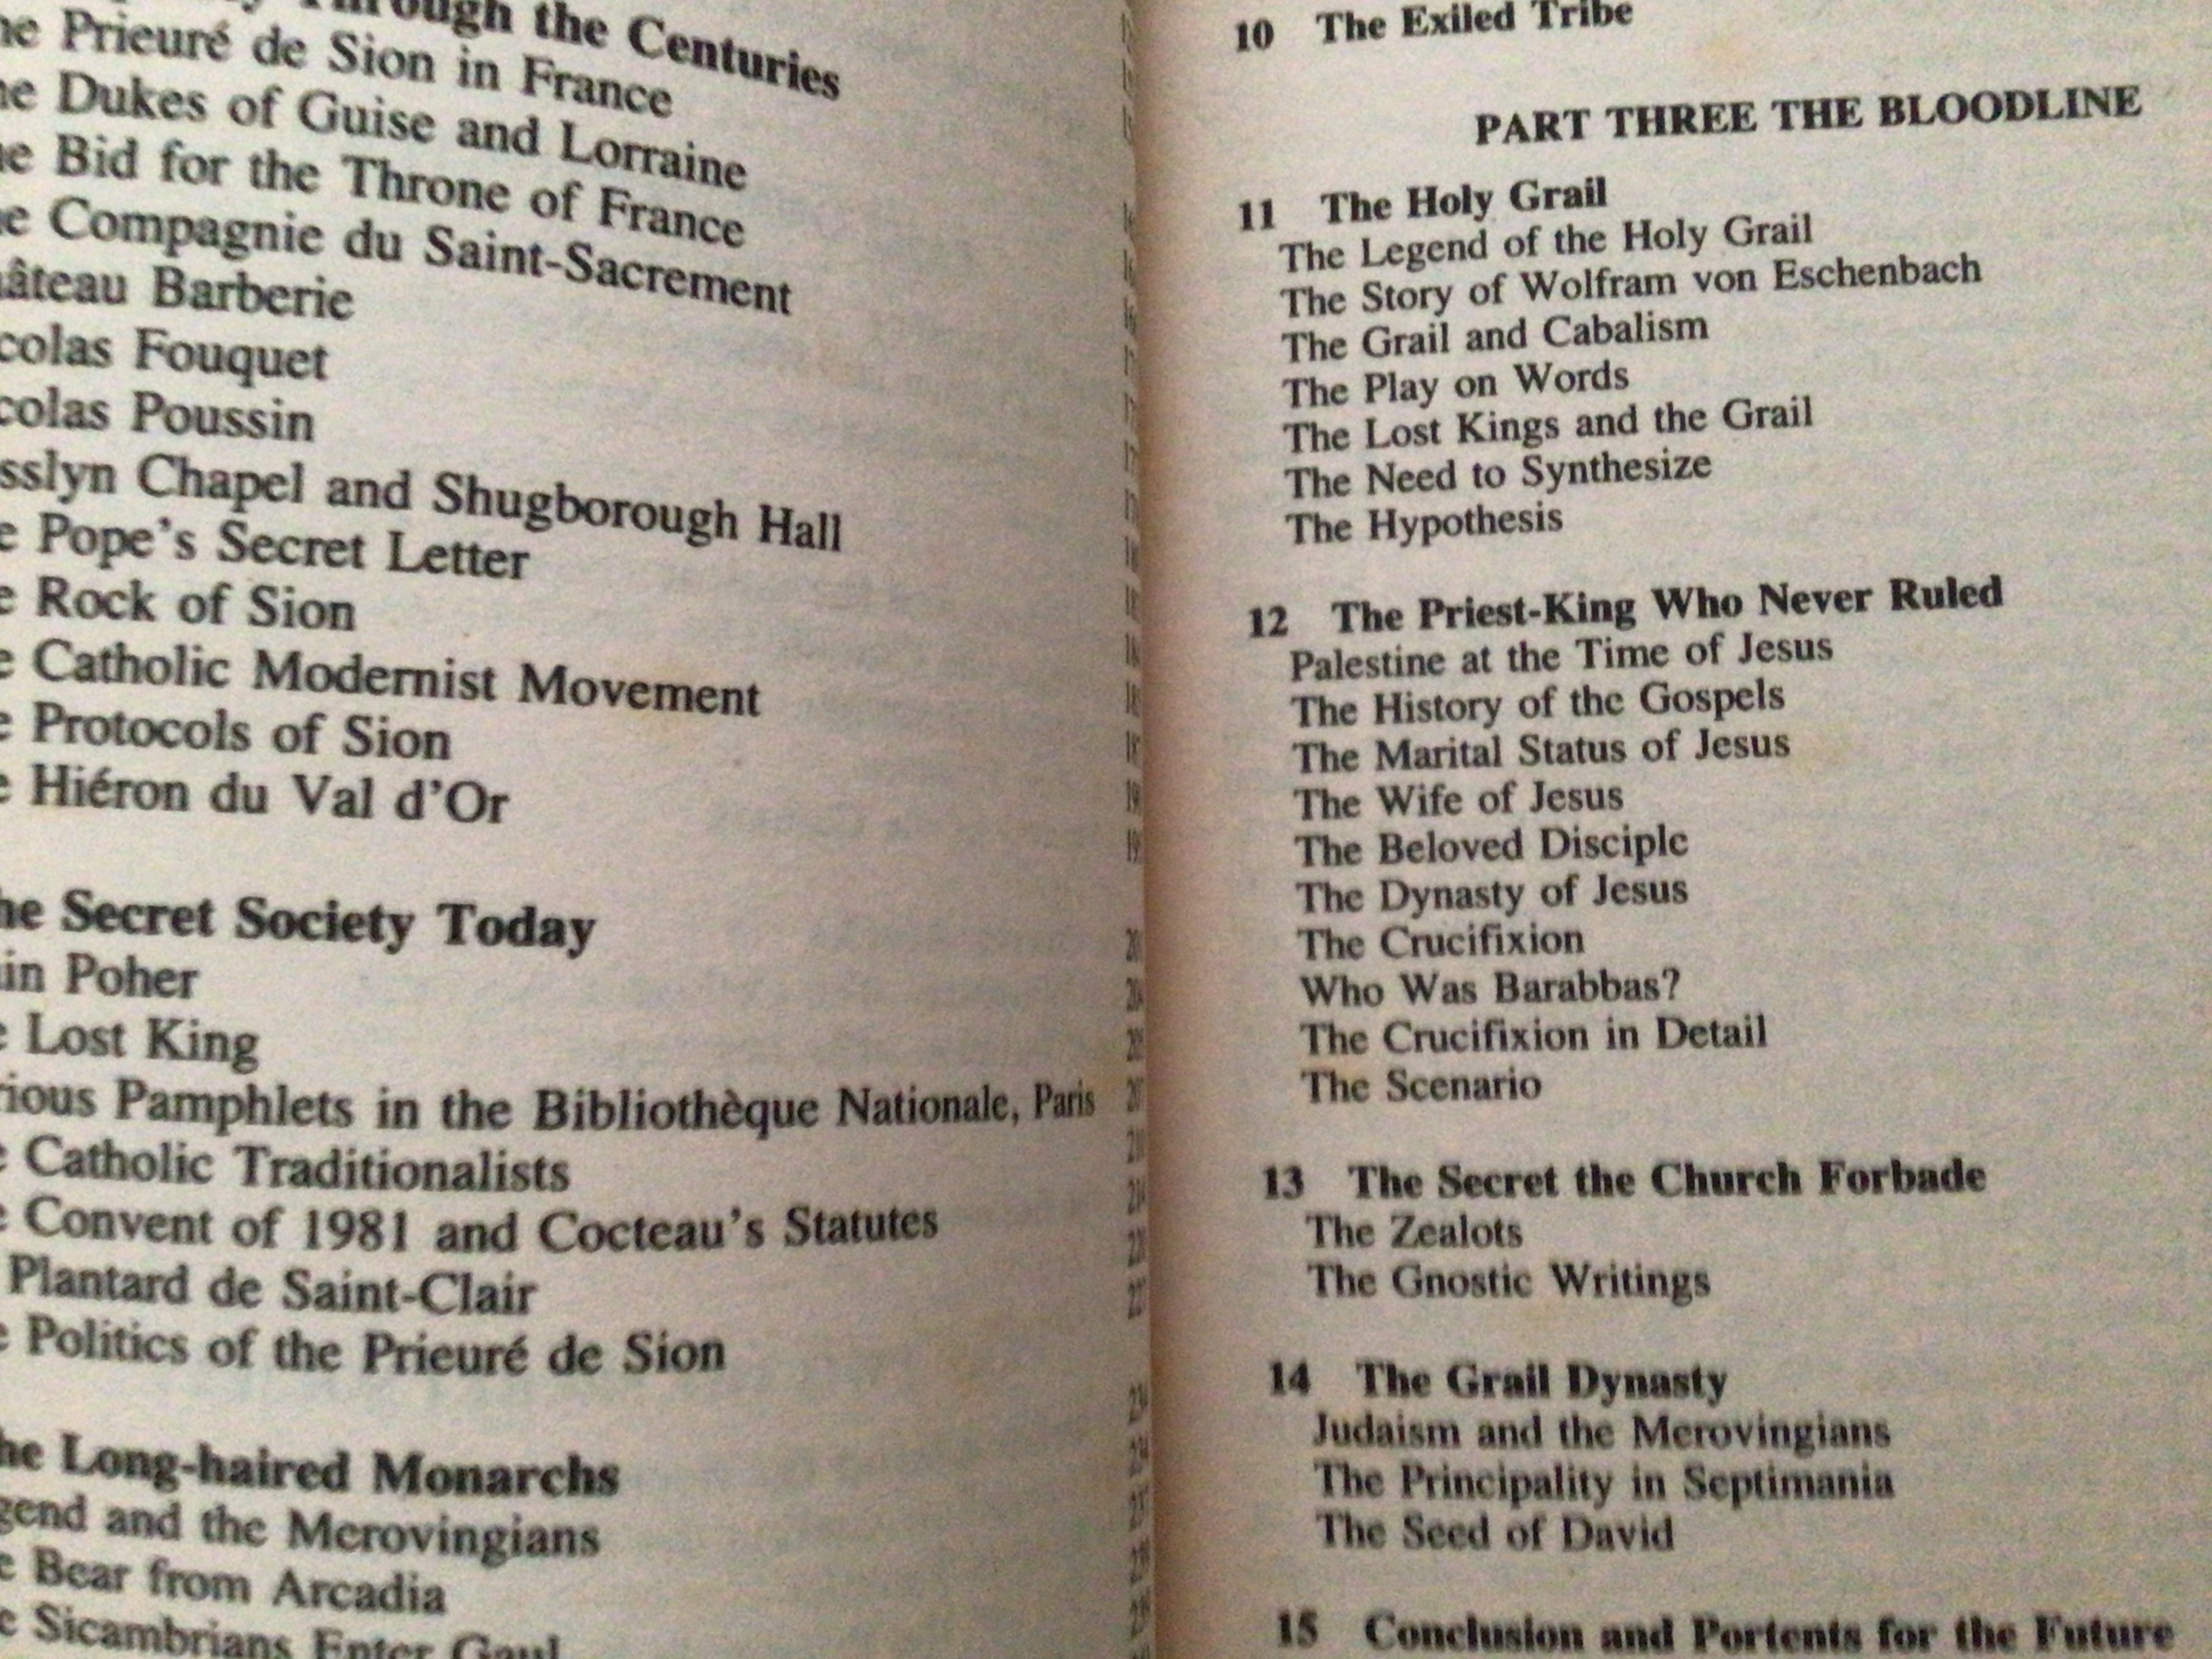 Through the Centuries
Prieuré de Sion in France
Dukes of Guise and Lorraine
Bid for the Throne of France
Compagnie du Saint-Sacrement
âteau Barberie
colas Fouquet
colas Poussin
sslyn Chapel and Shugborough Hall
e Pope's Secret Letter
e Rock of Sion
e Catholic Modernist Movement
e Protocols of Sion
e Hiéron du Val d'Or
he Secret Society Today
in Poher
e Lost King
rious Pamphlets in the Bibliothèque Nationale, Paris
e Catholic Traditionalists
e Convent of 1981 and Cocteau's Statutes
Plantard de Saint-Clair
e Politics of the Prieuré de Sion
he Long-haired Monarchs
gend and the Merovingians
e Bear from Arcadia
e Sicambrians Enter Gaul
10 The Exiled Tribe
PART THREE THE BLOODLINE
11 The Holy Grail
The Legend of the Holy Grail
The Story of Wolfram von Eschenbach
The Grail and Cabalism
The Play on Words
The Lost Kings and the Grail
The Need to Synthesize
The Hypothesis
12 The Priest-King Who Never Ruled
Palestine at the Time of Jesus
The History of the Gospels
The Marital Status of Jesus
The Wife of Jesus
The Beloved Disciple
The Dynasty of Jesus
The Crucifixion
Who Was Barabbas?
The Crucifixion in Detail
The Scenario
13 The Secret the Church Forbade
The Zealots
The Gnostic Writings
14 The Grail Dynasty
Judaism and the Merovingians
The Principality in Septimania
The Seed of David
15 Conclusion and Portents for the Future